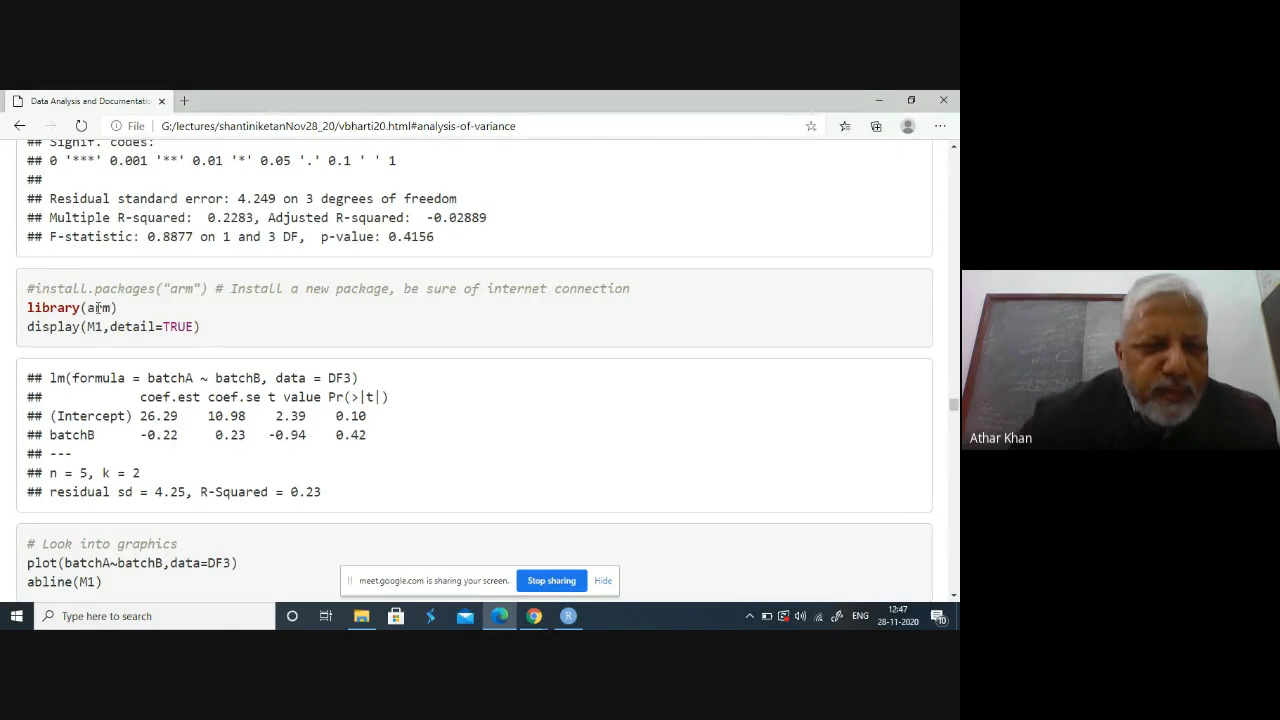 Data Analysis and Documentatio
File
G:/lectures/shantiniketanNov28_20/vbharti20.html#analysis-of-variance
## Signif. codes:
## 0 '***' 0.001 '**' 0.01 '*' 0.05 '.' 0.1 ' ' 1
##
## Residual standard error: 4.249 on 3 degrees of freedom
## Multiple R-squared:  0.2283, Adjusted R-squared:  -0.02889
## F-statistic: 0.8877 on 1 and 3 DF,  p-value: 0.4156
#install.packages("arm") # Install a new package, be sure of internet connection
library(arm)
display(M1,detail=TRUE)
## lm(formula = batchA ~ batchB, data = DF3)
##             coef.est coef.se t value Pr(>|t|)
## (Intercept) 26.29    10.98    2.39    0.10
## batchB      -0.22     0.23   -0.94    0.42
## ---
## n = 5, k = 2
## residual sd = 4.25, R-Squared = 0.23
# Look into graphics
plot(batchA~batchB,data=DF3)
abline(M1)
meet.google.com is sharing your screen.
Stop sharing
Hide
Athar Khan
Type here to search
ENG
12:47
28-11-2020
10